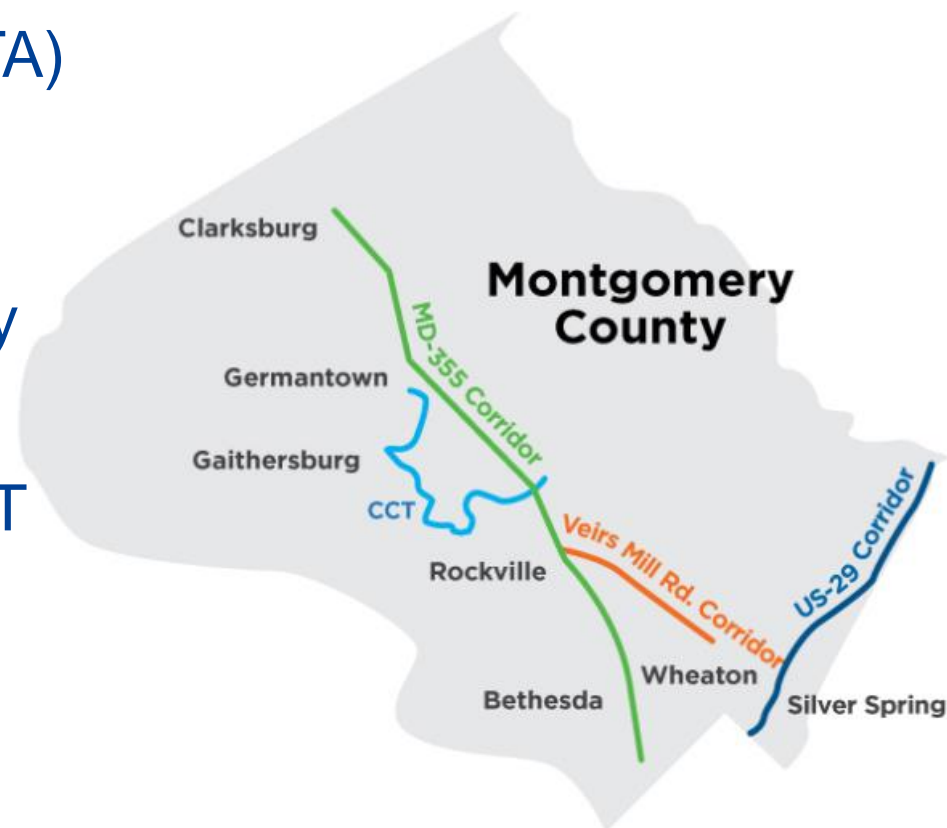 TA)
y
T
Clarksburg
Montgomery
County
MD-355 Corridor
Germantown
Gaithersburg
CCT
US-29 Corridor
Veirs Mill Rd. Corridor
Rockville
Wheaton
Bethesda
Silver Spring